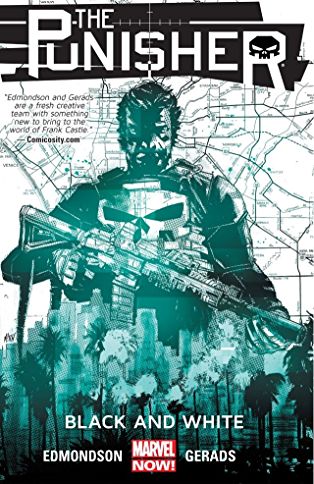 THE
PUNISHER
"Edmondson and Gerads
are a fresh creative
team with something
new to bring to the
world of Frank Castle."
—Comicosity.com
BLACK AND WHITE
EDMONDSON
MARVEL
NOW!
GERADS